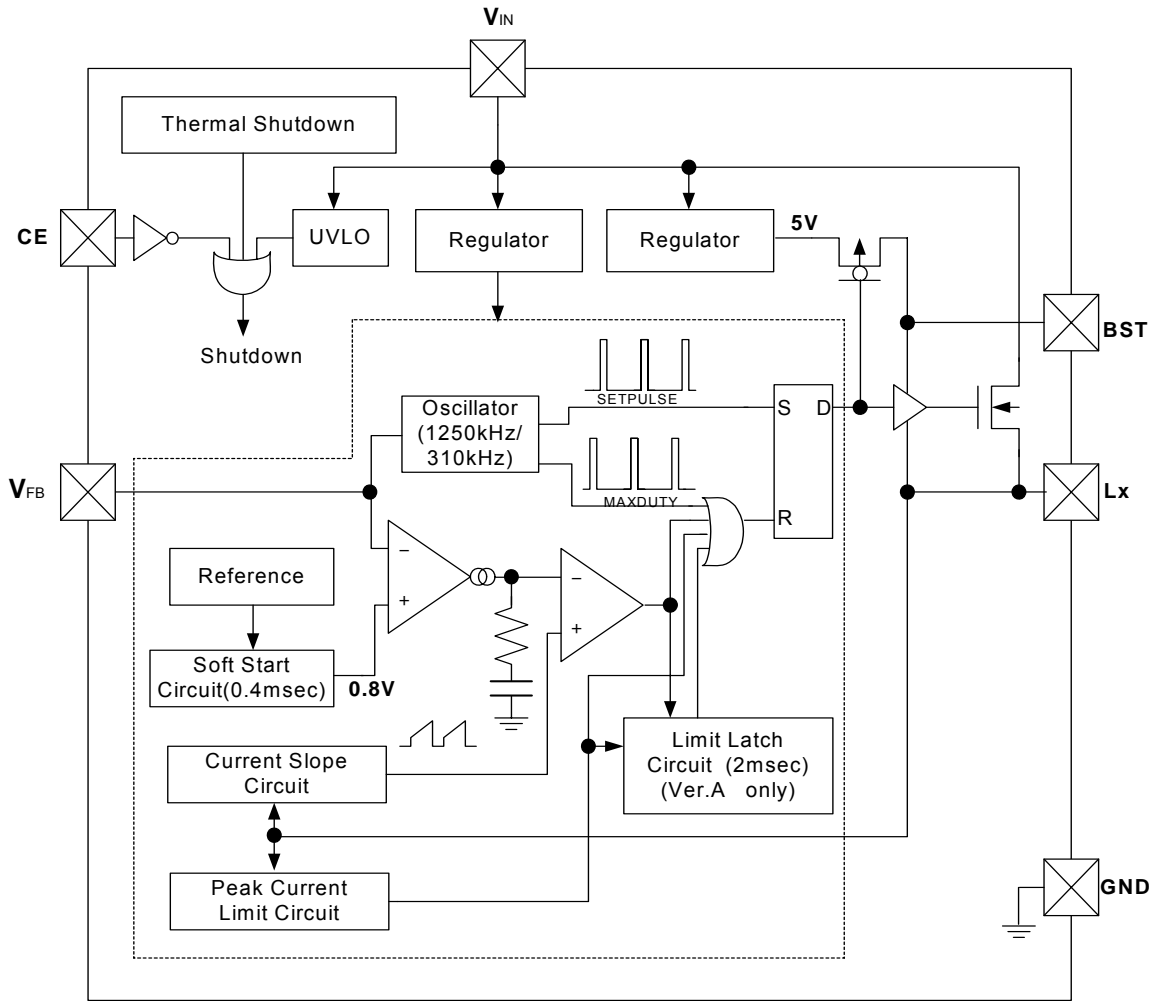 VIN
Thermal Shutdown
CE
UVLO
Regulator
Regulator
5V
BST
Shutdown
SETPULSE
Oscillator
(1250kHz/
310kHz)
S D
VFB
MAXDUTY
Lx
R
−
+
Reference
−
+
Soft Start
Circuit(0.4msec)
0.8V
Limit Latch
Circuit (2msec)
(Ver.A only)
Current Slope
Circuit
Peak Current
Limit Circuit
GND